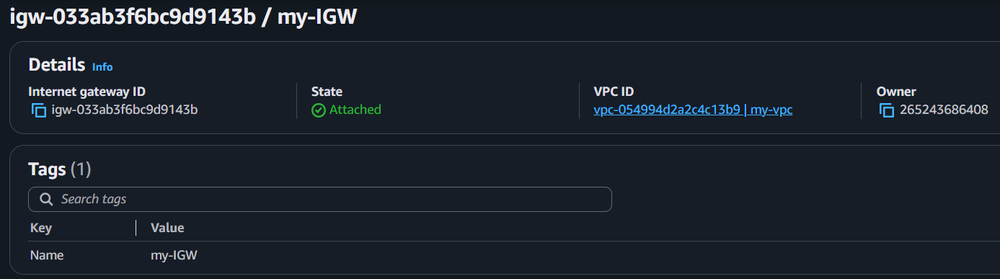 igw-033ab3f6bc9d9143b / my-IGW
Details Info
Internet gateway ID State VPC ID Owner
igw-033ab3f6bc9d9143b Attached vpc-054994d2a2c4c13b9 | my-vpc 265243686408
Tags (1)
Search tags
Key Value
Name my-IGW